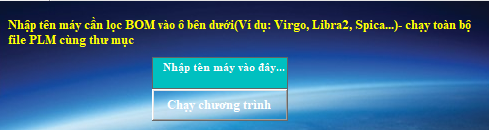 Nhập tên máy cần lọc BOM vào ô bên dưới(Ví dụ: Virgo, Libra2, Spica...)- chạy toàn bộ
file PLM cùng thư mục
Nhập tên máy vào đây...
Chạy chương trình